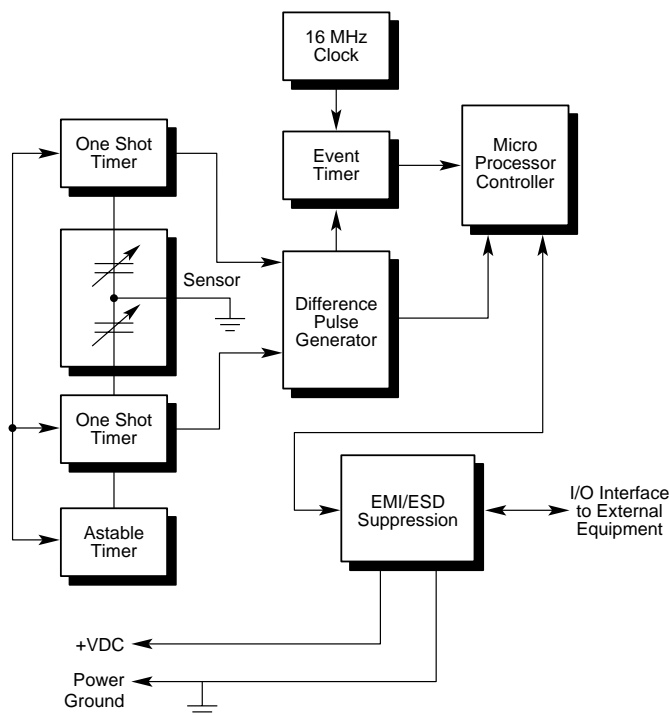 16 MHz
Clock
One Shot
Timer
Event
Timer
Micro
Processor
Controller
Sensor
Difference
Pulse
Generator
One Shot
Timer
Astable
Timer
EMI/ESD
Suppression
I/O Interface
to External
Equipment
+VDC
Power
Ground